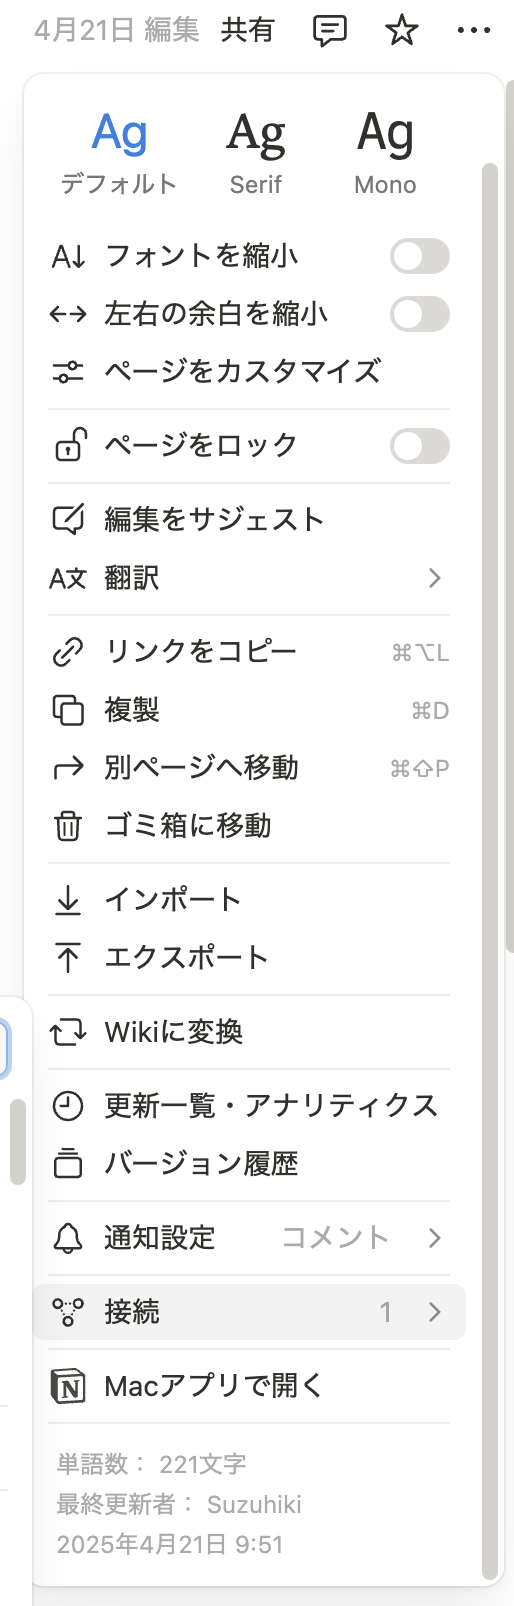 4月21日 編集 共有
Ag Ag Ag
デフォルト Serif Mono
フォントを縮小
左右の余白を縮小
ページをカスタマイズ
ページをロック
編集をサジェスト
A文 翻訳
リンクをコピー ⌘⌥L
複製 ⌘D
別ページへ移動 ⌘⇧P
ゴミ箱に移動
インポート
エクスポート
Wikiに変換
更新一覧・アナリティクス
バージョン履歴
通知設定 コメント
接続 1
Macアプリで開く
単語数： 221文字
最終更新者： Suzuhiki
2025年4月21日 9:51